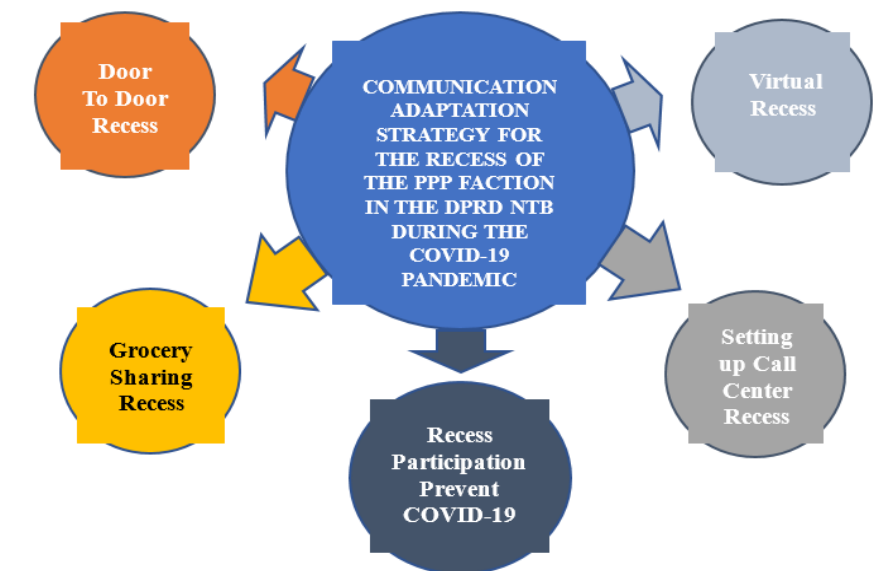 Door
To Door
Recess
COMMUNICATION
ADAPTATION
STRATEGY FOR
THE RECESS OF
THE PPP FACTION
IN THE DPRD NTB
DURING THE
COVID-19
PANDEMIC
Virtual
Recess
Grocery
Sharing
Recess
Recess
Participation
Prevent
COVID-19
Setting
up Call
Center
Recess